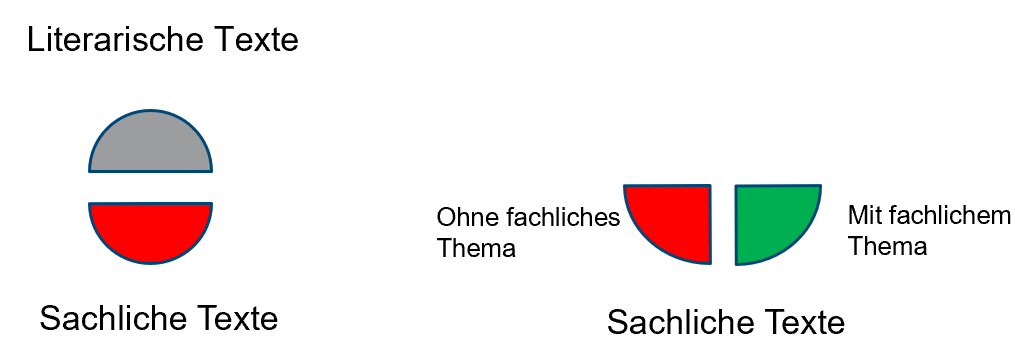 Literarische Texte
Sachliche Texte
Ohne fachliches
Thema
Mit fachlichem
Thema
Sachliche Texte